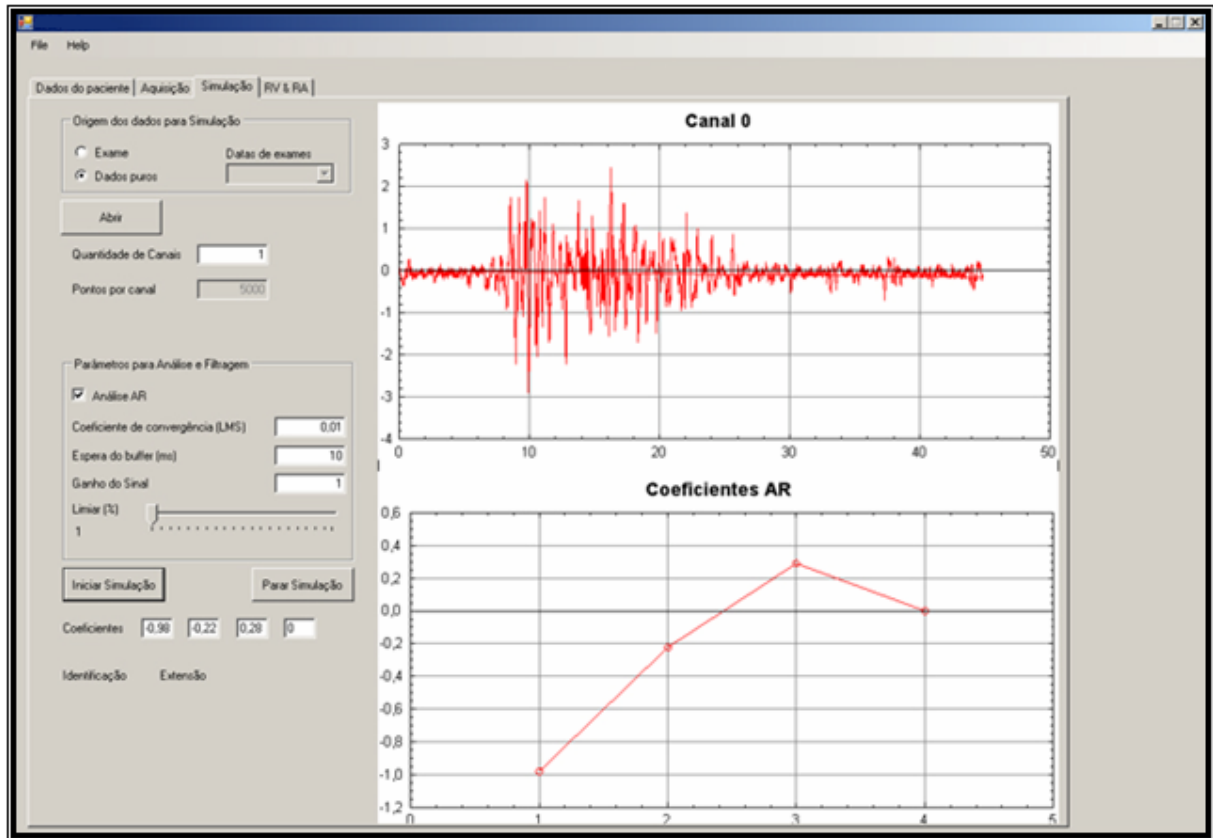 File Help
Dados do paciente Aquisição Simulação RV & RA
Origem dos dados para Simulação
Exame Datas de exames
Dados puros
Abrir
Quantidade de Canais 1
Pontos por canal 5000
Parâmetros para Análise e Filtragem
Análise AR
Coeficiente de convergência (LMS) 0,01
Espera do buffer (ms) 10
Ganho do Sinal 1
Limiar (%)
1
Iniciar Simulação Parar Simulação
Coeficientes -0,98 -0,22 0,28 0
Identificação Extensão
Canal 0
3
2
1
0
-1
-2
-3
-4
0 10 20 30 40 50
Coeficientes AR
0,6
0,4
0,2
0,0
-0,2
-0,4
-0,6
-0,8
-1,0
-1,2
0 1 2 3 4 5